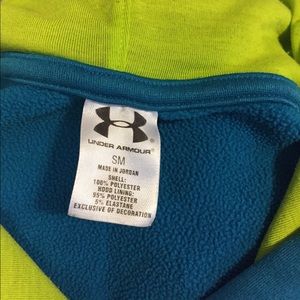 UNDER ARMOUR®
SM
MADE IN JORDAN
SHELL:
100% POLYESTER
HOOD LINING:
95% POLYESTER
5% ELASTANE
EXCLUSIVE OF DECORATION